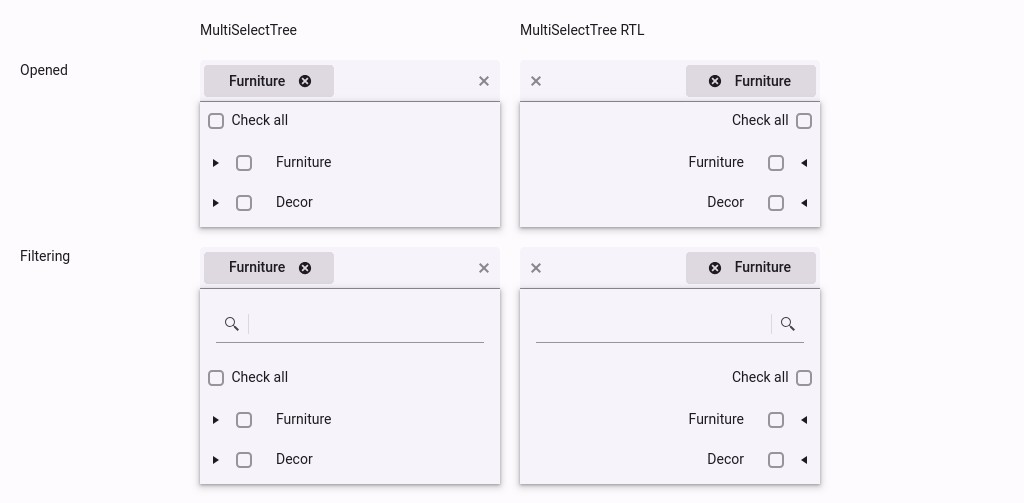 MultiSelectTree MultiSelectTree RTL
Opened
Furniture Furniture
Check all Check all
Furniture Furniture
Decor Decor
Filtering
Furniture Furniture
Check all Check all
Furniture Furniture
Decor Decor